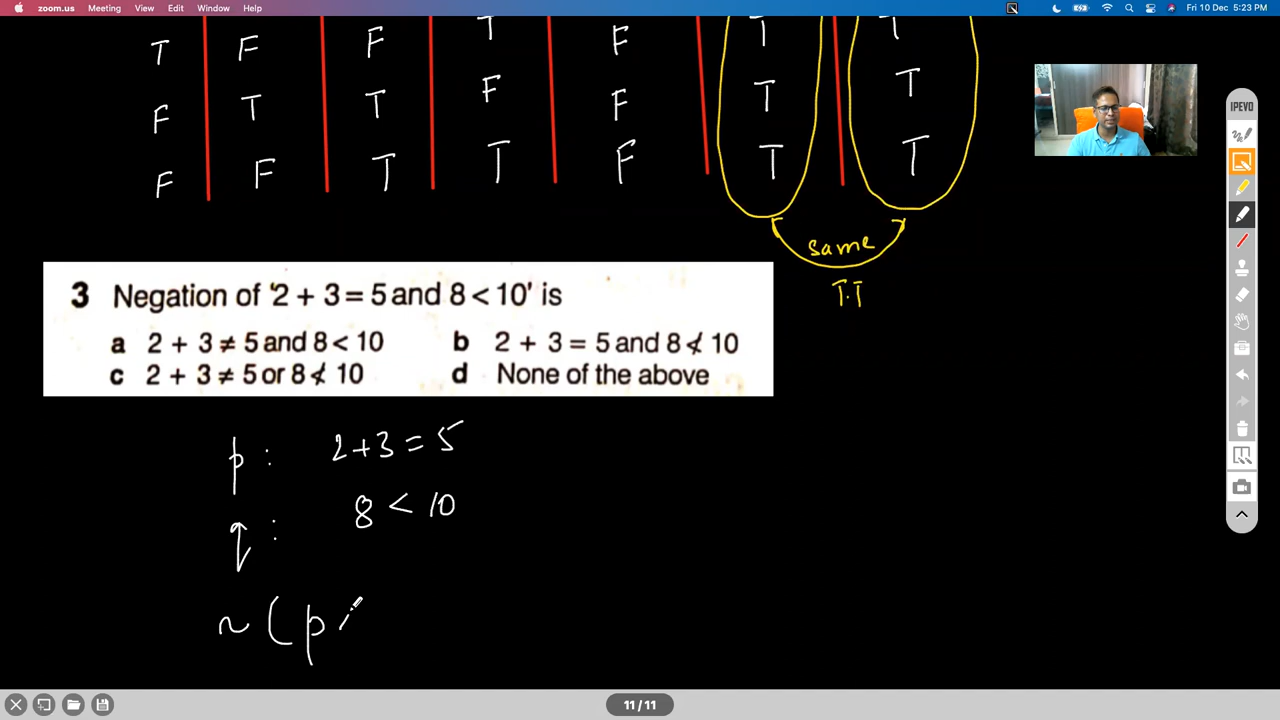 zoom.us Meeting View Edit Window Help Fri 10 Dec 5:23 PM
T
T F F T F T T
IPEVO
F T T F F T T
F F T T F T T
same
T.T
3 Negation of '2 + 3 = 5 and 8 < 10' is
a 2 + 3 ≠ 5 and 8 < 10 b 2 + 3 = 5 and 8 ≮ 10
c 2 + 3 ≠ 5 or 8 ≮ 10 d None of the above
p : 2+3 = 5
q : 8 < 10
~ ( p
11 / 11